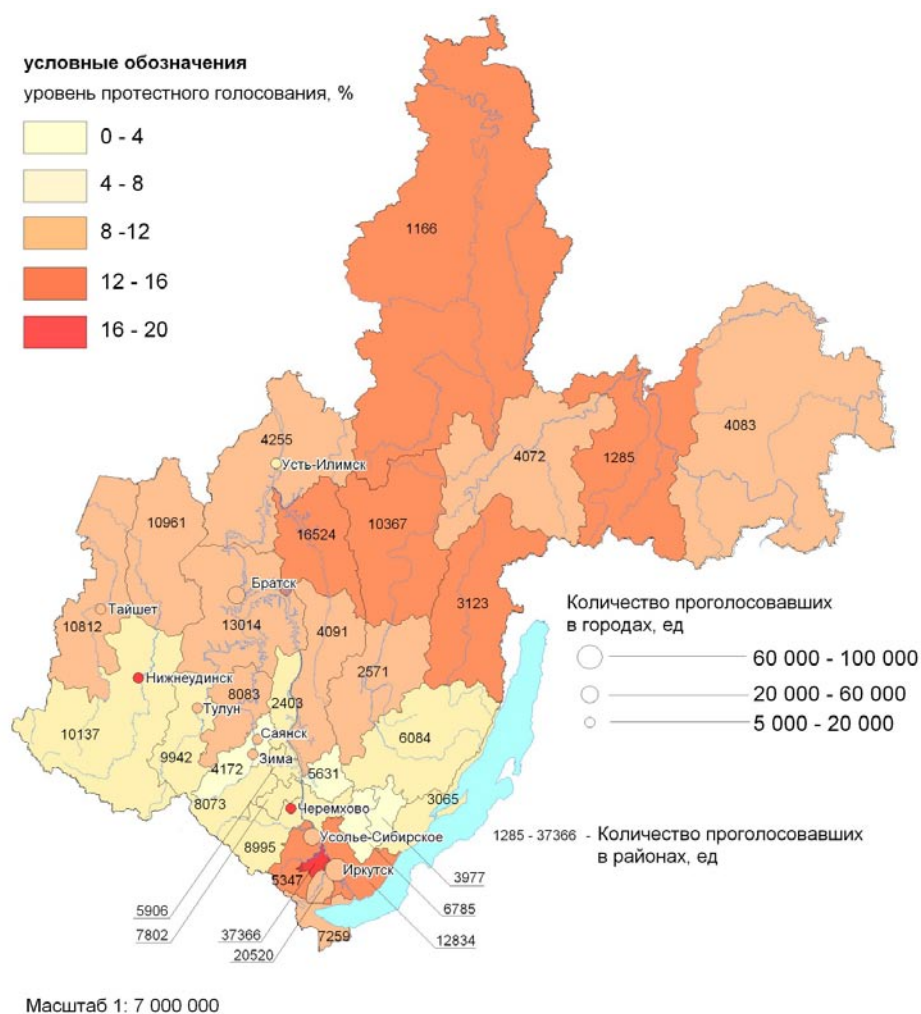 условные обозначения
уровень протестного голосования, %
0 - 4
4 - 8
8 -12
12 - 16
16 - 20
1166
4083
4255
Усть-Илимск
4072
1285
10961
16524
10367
Братск
3123
Количество проголосовавших
в городах, ед
Тайшет
10812
13014
4091
60 000 - 100 000
2571
Нижнеудинск
8083
20 000 - 60 000
2403
Тулун
5 000 - 20 000
10137
Саянск
6084
9942
Зима
4172
5631
8073
3065
Черемхово
8995
Усолье-Сибирское
1285 - 37366 - Количество проголосовавших
в районах, ед
Иркутск
5347
3977
5906
6785
7802
37366
7259
12834
20520
Масштаб 1: 7 000 000